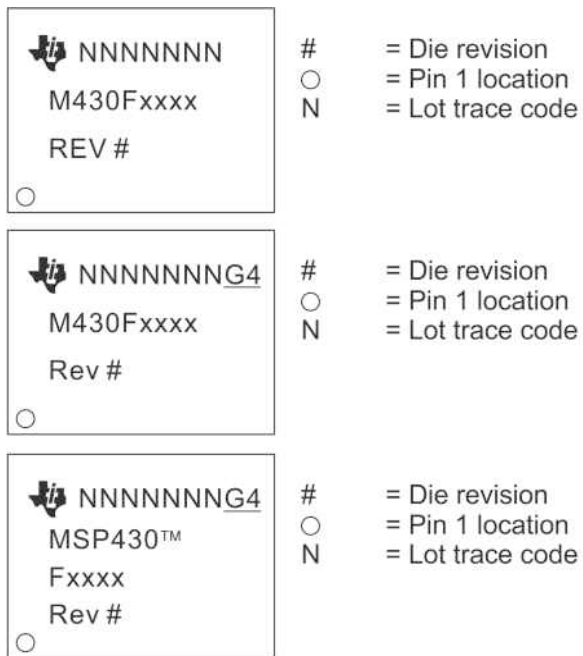 NNNNNNN
M430Fxxxx
REV #
# = Die revision
○ = Pin 1 location
N = Lot trace code
NNNNNNNG4
M430Fxxxx
Rev #
# = Die revision
○ = Pin 1 location
N = Lot trace code
NNNNNNNG4
MSP430™
Fxxxx
Rev #
# = Die revision
○ = Pin 1 location
N = Lot trace code